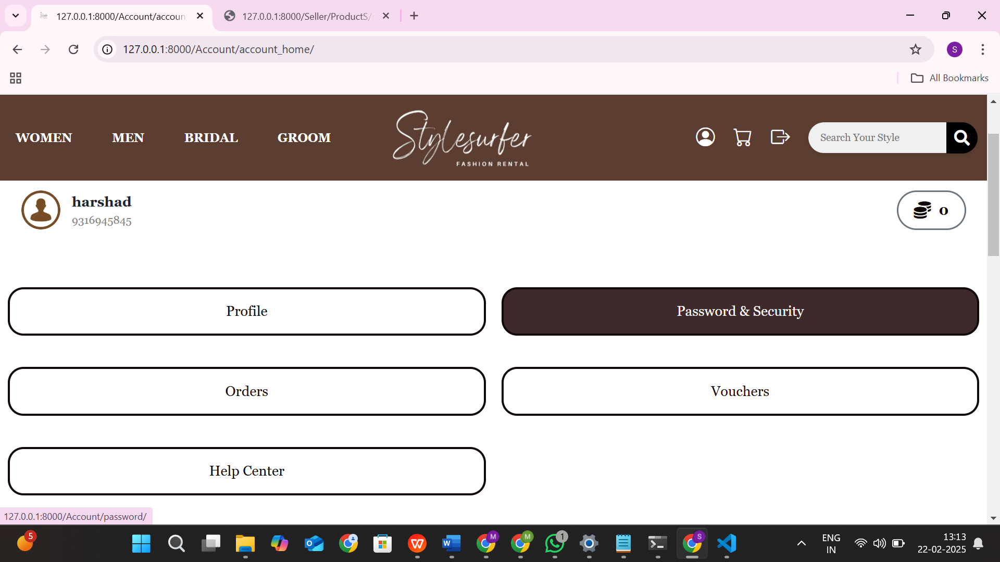 127.0.0.1:8000/Account/accoun
127.0.0.1:8000/Seller/ProductS/
127.0.0.1:8000/Account/account_home/
S
All Bookmarks
WOMEN MEN BRIDAL GROOM
Stylesurfer
FASHION RENTAL
Search Your Style
harshad
9316945845
0
Profile
Password & Security
Orders
Vouchers
Help Center
127.0.0.1:8000/Account/password/
5
W
M
M
1
S
ENG
IN
13:13
22-02-2025